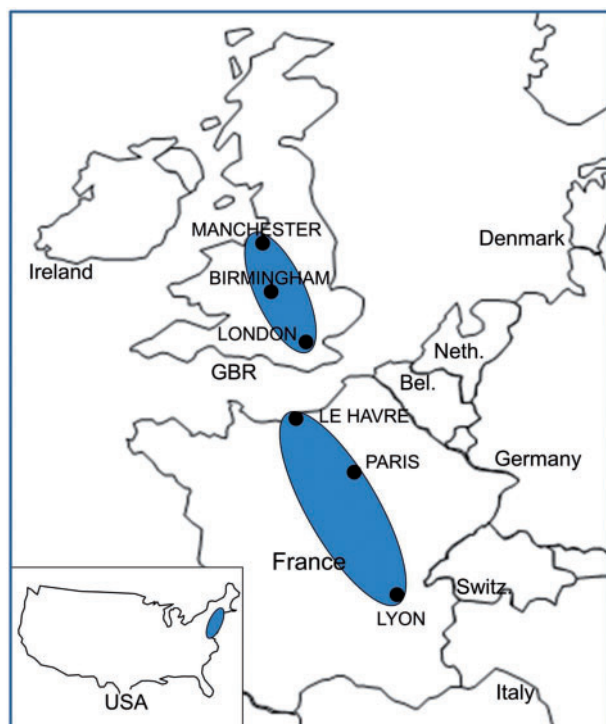 MANCHESTER
Denmark
Ireland
BIRMINGHAM
LONDON
Neth.
GBR
Bel.
LE HAVRE
PARIS
Germany
France
Switz.
LYON
Italy
USA